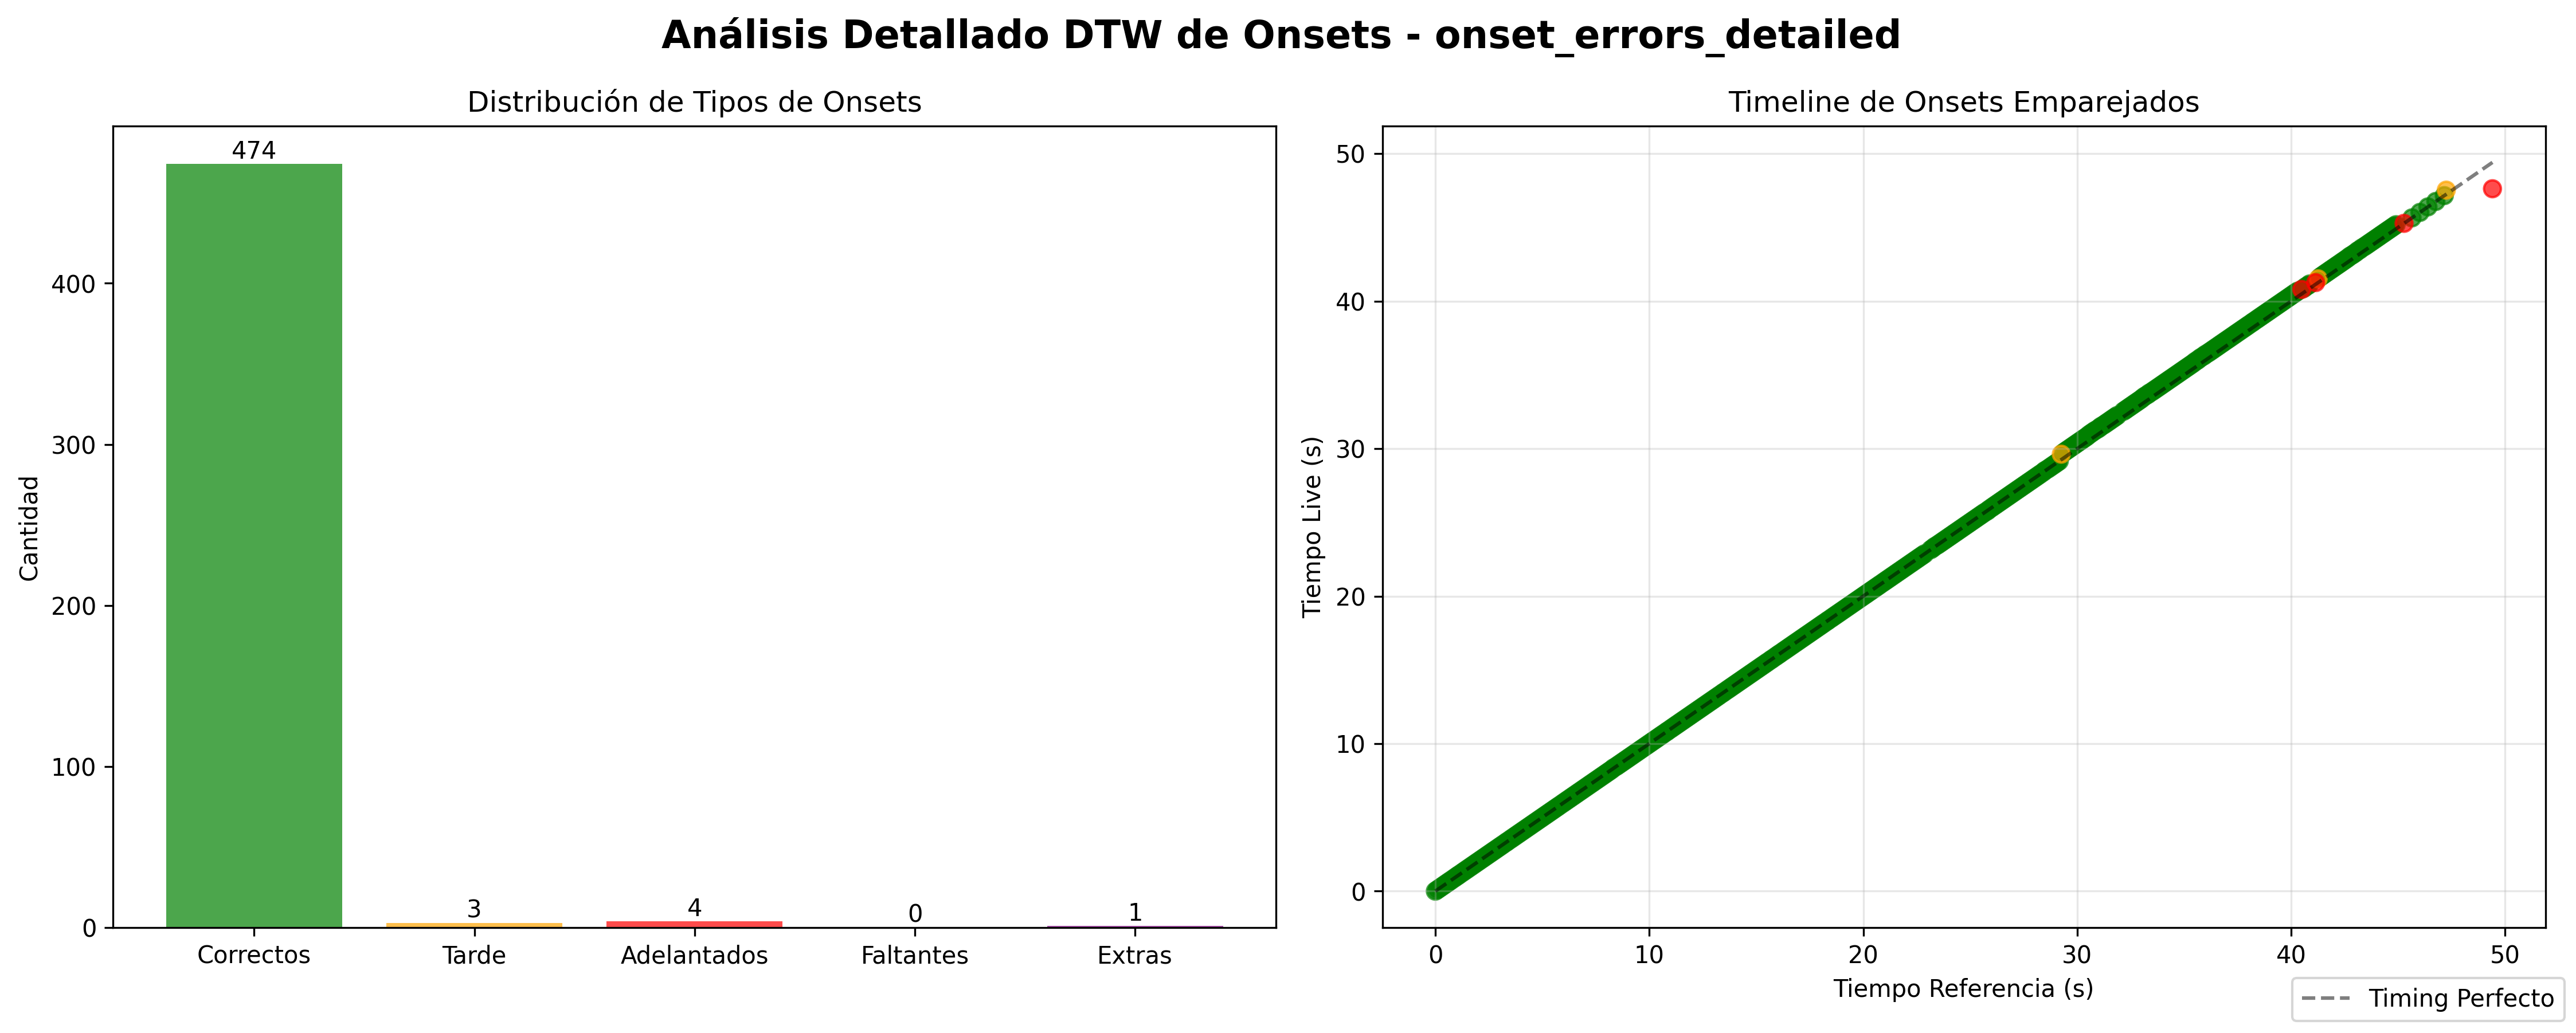 Análisis Detallado DTW de Onsets - onset_errors_detailed
Distribución de Tipos de Onsets
474
3
4
0
1
400
300
200
100
0
Cantidad
Correctos
Tarde
Adelantados
Faltantes
Extras
Timeline de Onsets Emparejados
50
40
30
20
10
0
Tiempo Live (s)
0
10
20
30
40
50
Tiempo Referencia (s)
Timing Perfecto